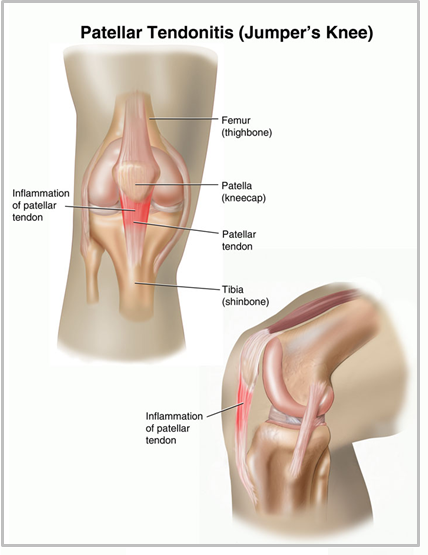 Patellar Tendonitis (Jumper's Knee)
Femur
(thighbone)
Patella
(kneecap)
Inflammation
of patellar
tendon
Patellar
tendon
Tibia
(shinbone)
Inflammation
of patellar
tendon